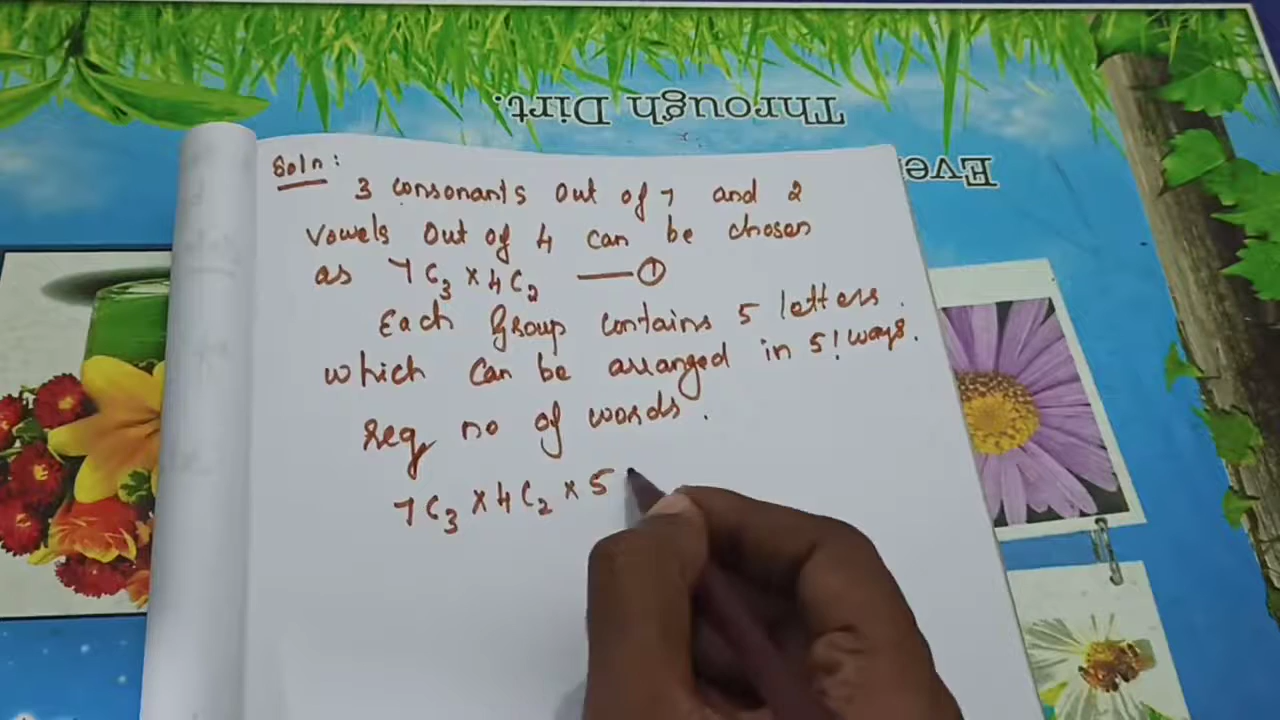 Through Dirt.
Eve
Soln:
3 consonants out of 7 and 2
vowels out of 4 can be chosen
as 7C3 × 4C2 —— ①
Each group contains 5 letters.
which can be arranged in 5! ways.
req no of words.
7C3 × 4C2 × 5